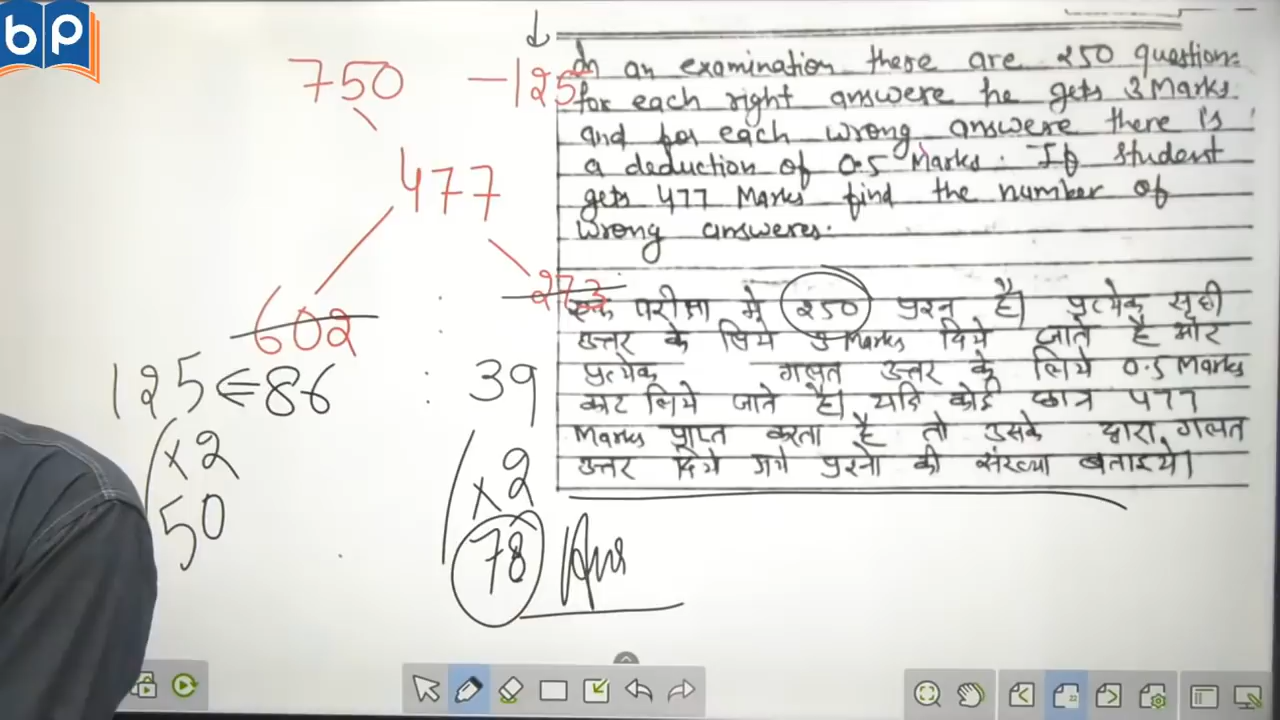 bp
750 -125
477
602 273
125 ⇐ 86 : 39
×2 ×2
50 78 Ans
In an examination there are 250 questions
for each right answere he gets 3 Marks
and for each wrong answere there is
a deduction of 0.5 Marks. If student
gets 477 Marks find the number of
wrong answeres.
एक परीक्षा में 250 प्रश्न है। प्रत्येक सही
उत्तर के लिये 3 Marks दिये जाते है और
प्रत्येक गलत उत्तर के लिये 0.5 Marks
काट लिये जाते है। यदि कोई छात्र 477
Marks प्राप्त करता है तो उसके द्वारा गलत
उत्तर दिये गये प्रश्नो की संख्या बताइये।